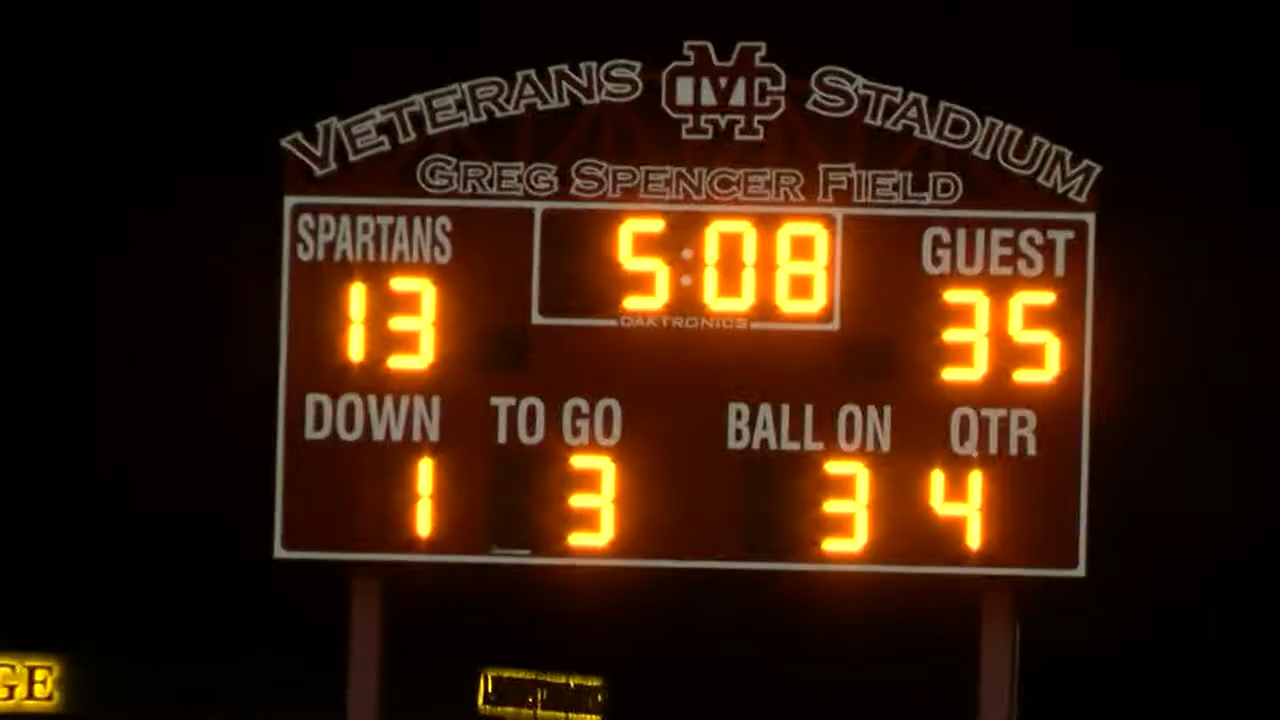 VETERANS MC STADIUM
GREG SPENCER FIELD
SPARTANS 5:08 GUEST
13 35
DAKTRONICS
DOWN TO GO BALL ON QTR
1 3 3 4
GE